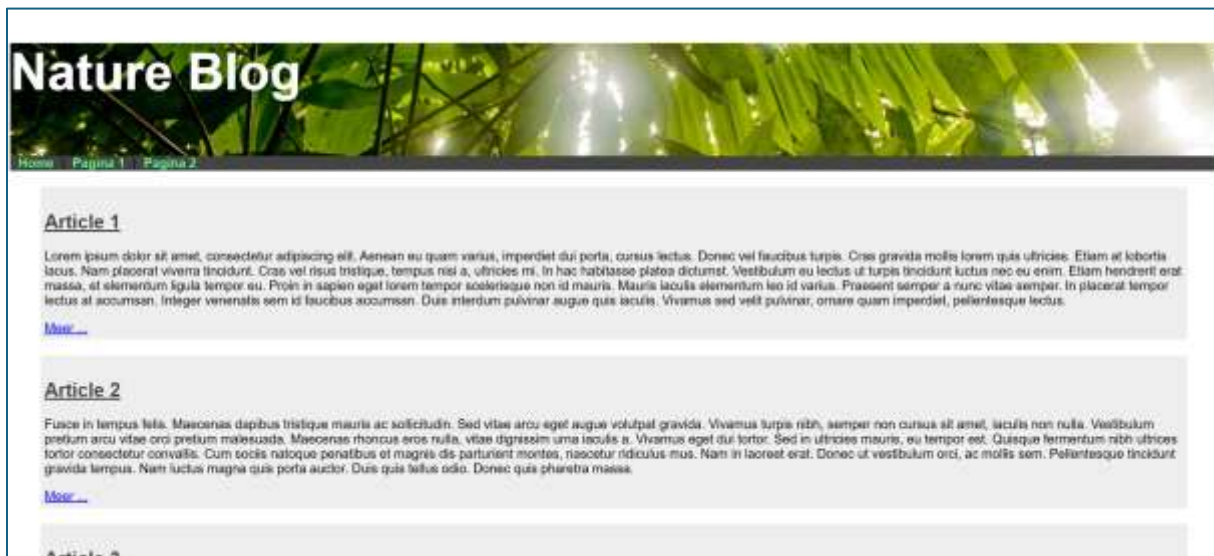 Nature Blog
Home Pagina 1 Pagina 2
Article 1
Lorem ipsum dolor sit amet, consectetur adipiscing elit. Aenean eu quam varius, imperdiet dui porta, cursus lectus. Donec vel faucibus turpis. Cras gravida mollis lorem quis ultricies. Etiam at lobortis
lacus. Nam placerat viverra tincidunt. Cras vel risus tristique, tempus nisi a, ultricies mi. In hac habitasse platea dictumst. Vestibulum eu lectus ut turpis tincidunt luctus nec eu enim. Etiam hendrerit erat
massa, et elementum ligula tempor eu. Proin in sapien eget lorem tempor scelerisque non id mauris. Mauris iaculis elementum leo id varius. Praesent semper a nunc vitae semper. In placerat tempor
lectus at accumsan. Integer venenatis sem id faucibus accumsan. Duis interdum pulvinar augue quis iaculis. Vivamus sed velit pulvinar, ornare quam imperdiet, pellentesque lectus.
Meer ...
Article 2
Fusce in tempus felis. Maecenas dapibus tristique mauris ac sollicitudin. Sed vitae arcu eget augue volutpat gravida. Vivamus turpis nibh, semper non cursus sit amet, iaculis non nulla. Vestibulum
pretium arcu vitae orci pretium malesuada. Maecenas rhoncus eros nulla, vitae dignissim urna iaculis a. Vivamus eget dui tortor. Sed in ultricies mauris, eu tempor est. Quisque fermentum nibh ultrices
tortor consectetur convallis. Cum sociis natoque penatibus et magnis dis parturient montes, nascetur ridiculus mus. Nam in laoreet erat. Donec ut vestibulum orci, ac mollis sem. Pellentesque tincidunt
gravida tempus. Nam luctus magna quis porta auctor. Duis quis tellus odio. Donec quis pharetra massa.
Meer ...